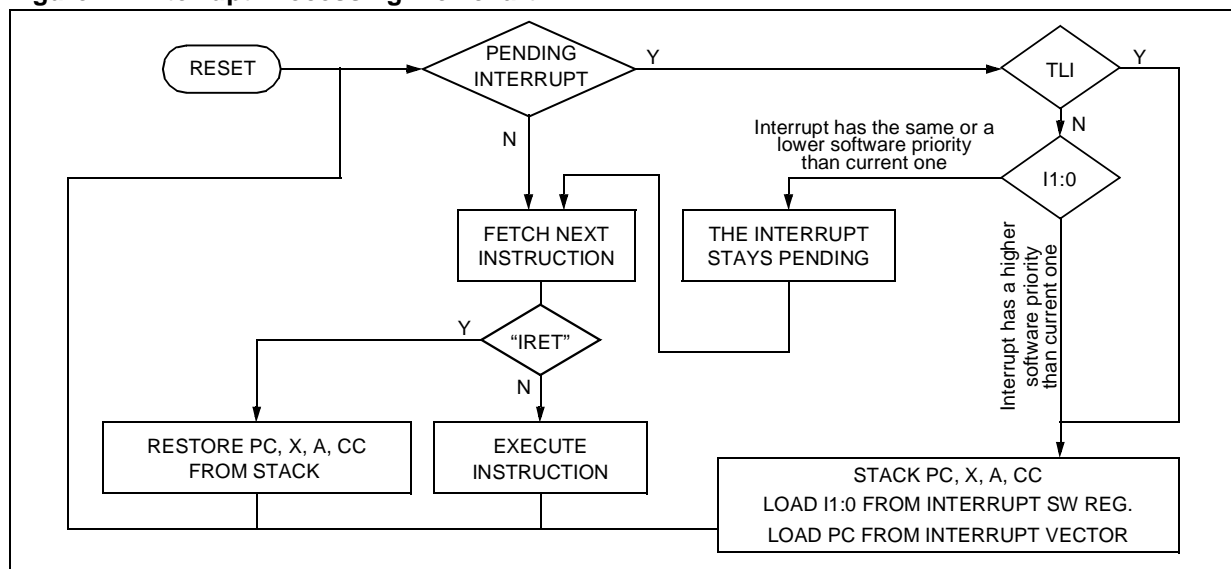 RESET
PENDING
INTERRUPT
Y
TLI
Y
N
N
Interrupt has the same or a
lower software priority
than current one
I1:0
FETCH NEXT
INSTRUCTION
THE INTERRUPT
STAYS PENDING
Interrupt has a higher
software priority
than current one
Y
“IRET”
N
RESTORE PC, X, A, CC
FROM STACK
EXECUTE
INSTRUCTION
STACK PC, X, A, CC
LOAD I1:0 FROM INTERRUPT SW REG.
LOAD PC FROM INTERRUPT VECTOR